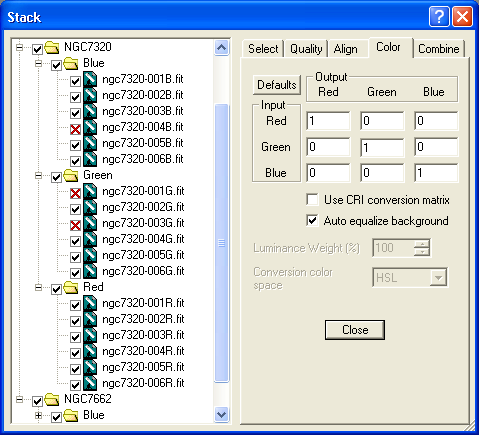 Stack
NGC7320
Blue
ngc7320-001B.fit
ngc7320-002B.fit
ngc7320-003B.fit
ngc7320-004B.fit
ngc7320-005B.fit
ngc7320-006B.fit
Green
ngc7320-001G.fit
ngc7320-002G.fit
ngc7320-003G.fit
ngc7320-004G.fit
ngc7320-005G.fit
ngc7320-006G.fit
Red
ngc7320-001R.fit
ngc7320-002R.fit
ngc7320-003R.fit
ngc7320-004R.fit
ngc7320-005R.fit
ngc7320-006R.fit
NGC7662
Blue
Select Quality Align Color Combine
Defaults
Output
Red Green Blue
Input
Red 1 0 0
Green 0 1 0
Blue 0 0 1
Use CRI conversion matrix
Auto equalize background
Luminance Weight (%) 100
Conversion color space HSL
Close